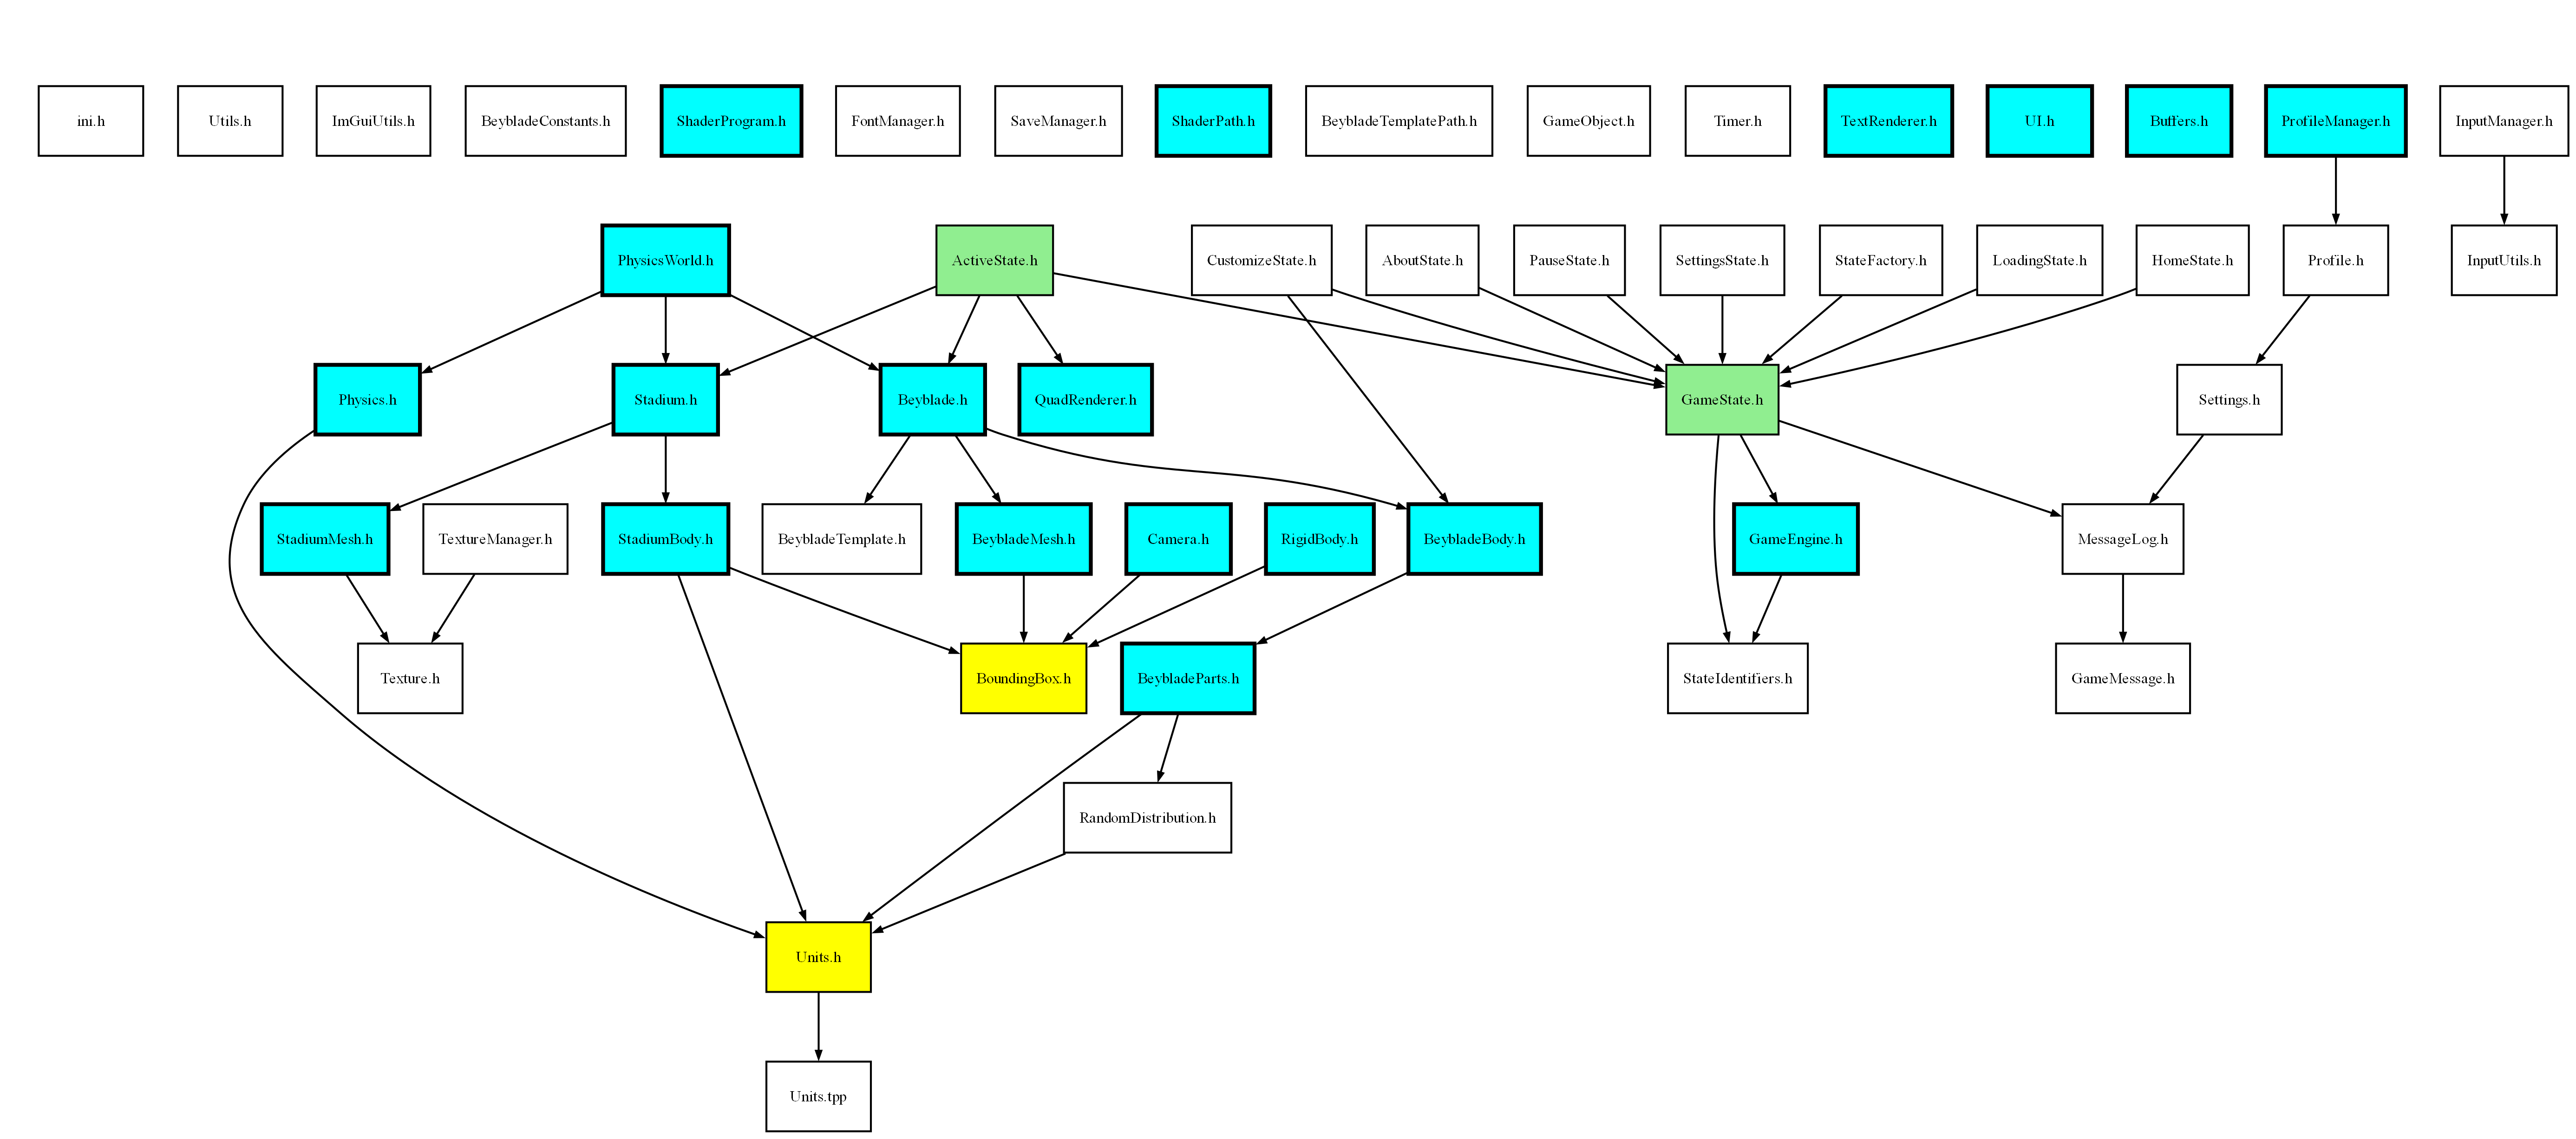 ini.h
Utils.h
ImGuiUtils.h
BeybladeConstants.h
ShaderProgram.h
FontManager.h
SaveManager.h
ShaderPath.h
BeybladeTemplatePath.h
GameObject.h
Timer.h
TextRenderer.h
UI.h
Buffers.h
ProfileManager.h
InputManager.h
PhysicsWorld.h
ActiveState.h
CustomizeState.h
AboutState.h
PauseState.h
SettingsState.h
StateFactory.h
LoadingState.h
HomeState.h
Profile.h
InputUtils.h
Physics.h
Stadium.h
Beyblade.h
QuadRenderer.h
GameState.h
Settings.h
StadiumMesh.h
TextureManager.h
StadiumBody.h
BeybladeTemplate.h
BeybladeMesh.h
Camera.h
RigidBody.h
BeybladeBody.h
GameEngine.h
MessageLog.h
Texture.h
BoundingBox.h
BeybladeParts.h
StateIdentifiers.h
GameMessage.h
RandomDistribution.h
Units.h
Units.tpp